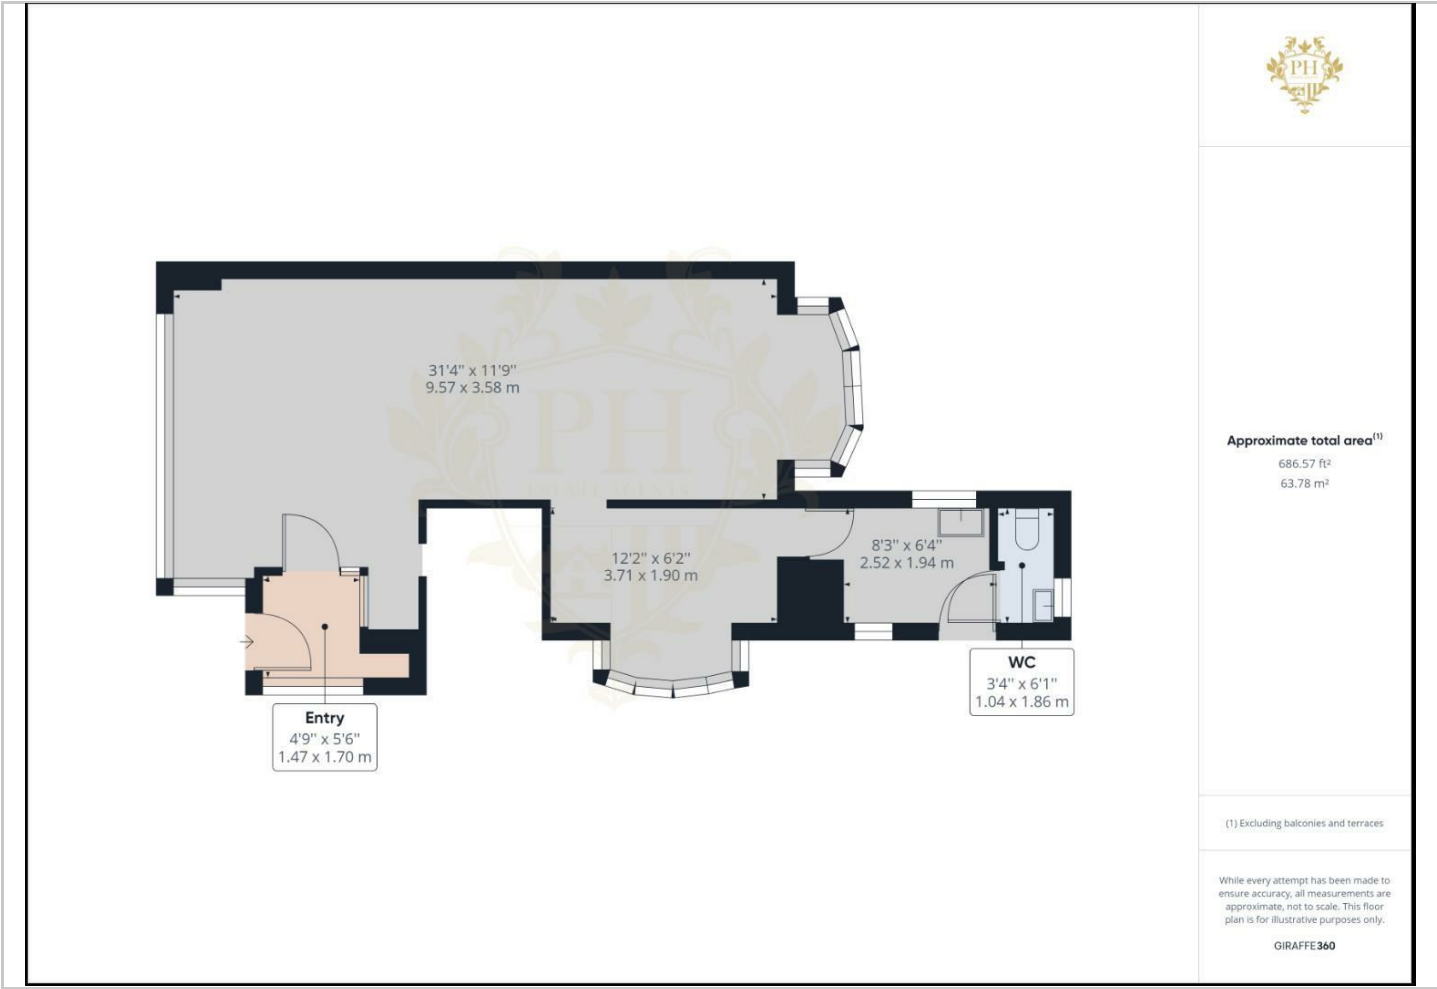 PH
31'4" x 11'9"
9.57 x 3.58 m
PH
ESTATE AGENTS
12'2" x 6'2"
3.71 x 1.90 m
8'3" x 6'4"
2.52 x 1.94 m
WC
3'4" x 6'1"
1.04 x 1.86 m
Entry
4'9" x 5'6"
1.47 x 1.70 m
Approximate total area(1)
686.57 ft²
63.78 m²
(1) Excluding balconies and terraces
While every attempt has been made to
ensure accuracy, all measurements are
approximate, not to scale. This floor
plan is for illustrative purposes only.
GIRAFFE360